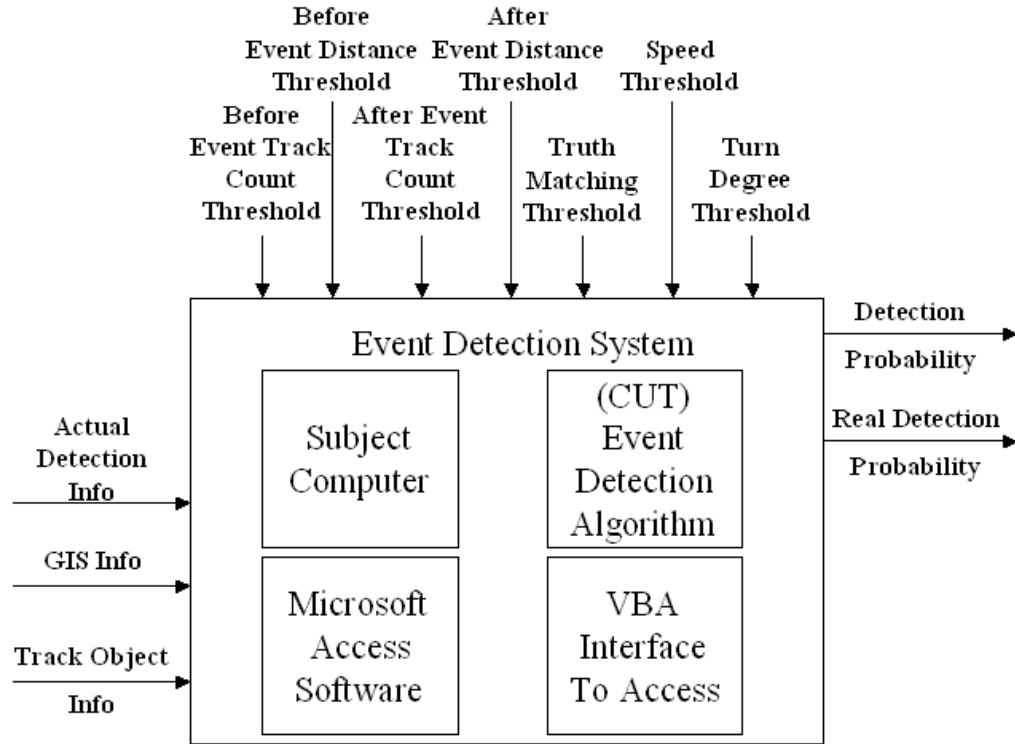 Before
Event Distance
Threshold
After
Event Distance
Threshold
Speed
Threshold
Before
Event Track
Count
Threshold
After Event
Track
Count
Threshold
Truth
Matching
Threshold
Turn
Degree
Threshold
Event Detection System
Subject
Computer
(CUT)
Event
Detection
Algorithm
Microsoft
Access
Software
VBA
Interface
To Access
Actual
Detection
Info
GIS Info
Track Object
Info
Detection
Probability
Real Detection
Probability